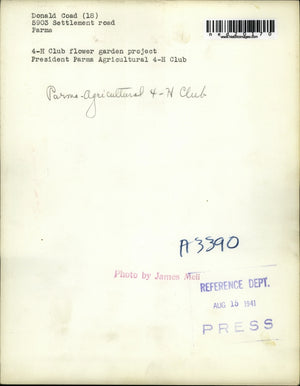 Donald Coad (18)
5903 Settlement road
Parma
4-H Club flower garden project
President Parma Agricultural 4-H Club
Parma-Agricultural 4-H Club
A3390
Photo by James Meli
REFERENCE DEPT.
AUG 15 1941
PRESS